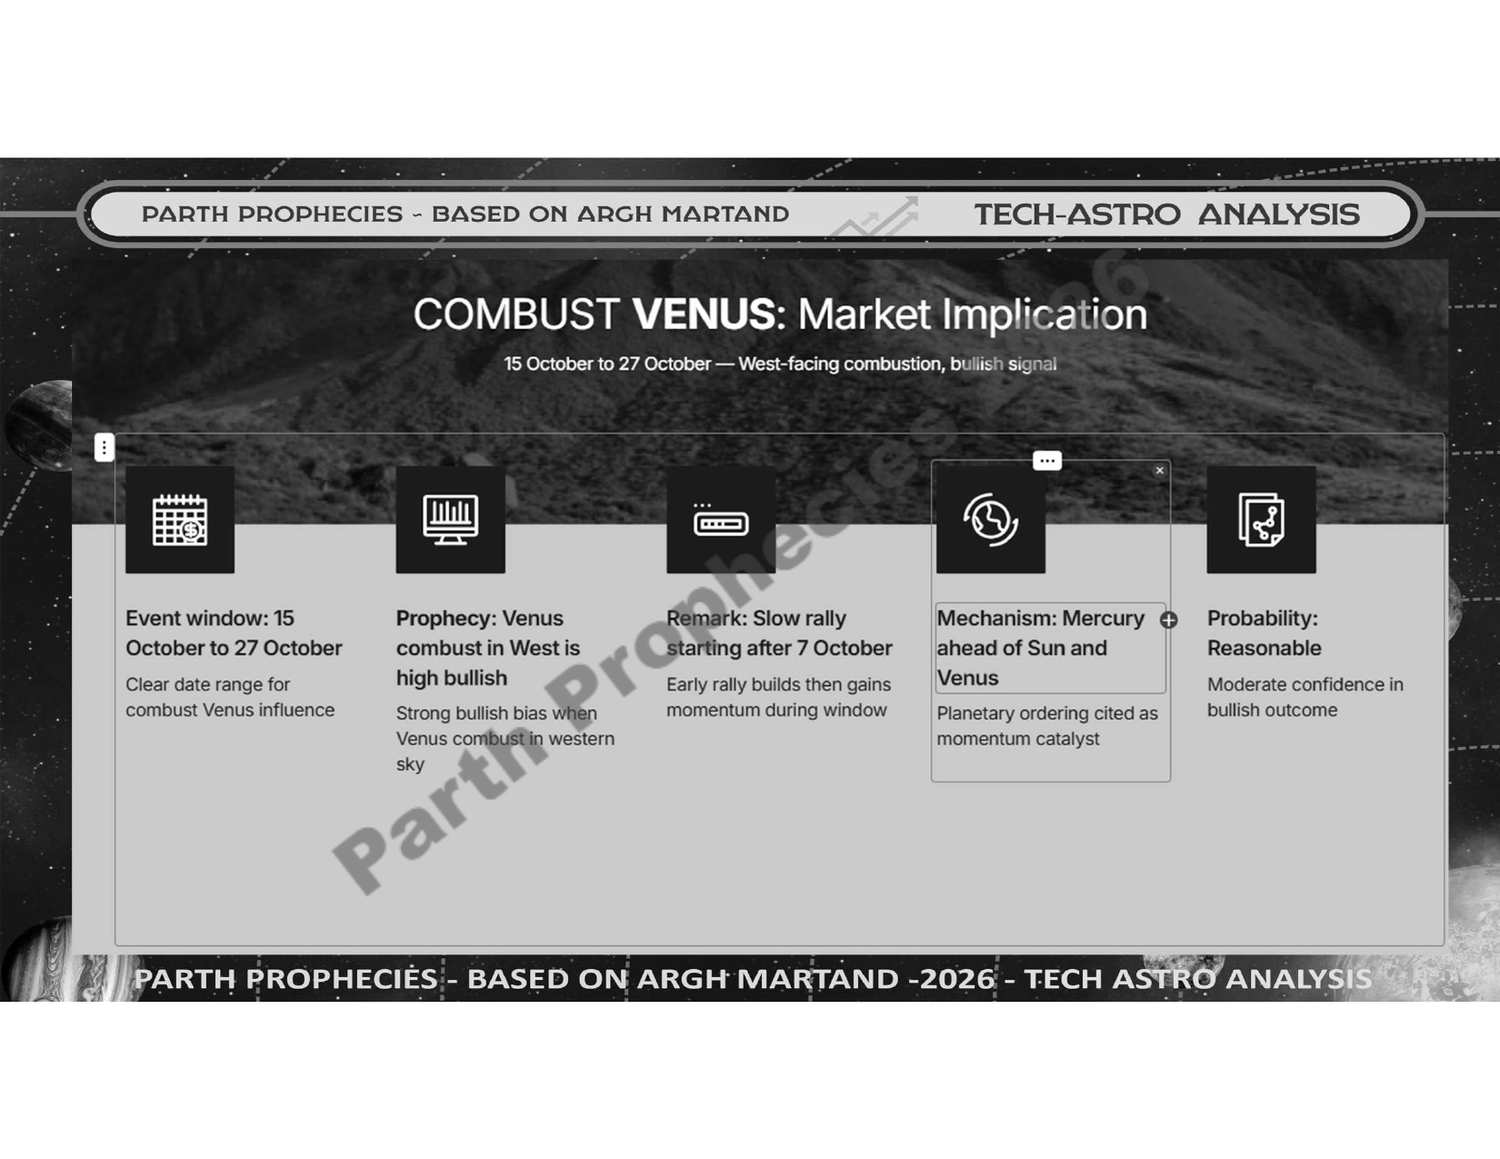 PARTH PROPHECIES ~ BASED ON ARGH MARTAND
TECH-ASTRO ANALYSIS
COMBUST VENUS: Market Implication
15 October to 27 October — West-facing combustion, bullish signal
Event window: 15
October to 27 October
Clear date range for
combust Venus influence
Prophecy: Venus
combust in West is
high bullish
Strong bullish bias when
Venus combust in western
sky
Remark: Slow rally
starting after 7 October
Early rally builds then gains
momentum during window
Mechanism: Mercury
ahead of Sun and
Venus
Planetary ordering cited as
momentum catalyst
Probability:
Reasonable
Moderate confidence in
bullish outcome
Parth Prophecies
PARTH PROPHECIES - BASED ON ARGH MARTAND -2026 - TECH ASTRO ANALYSIS